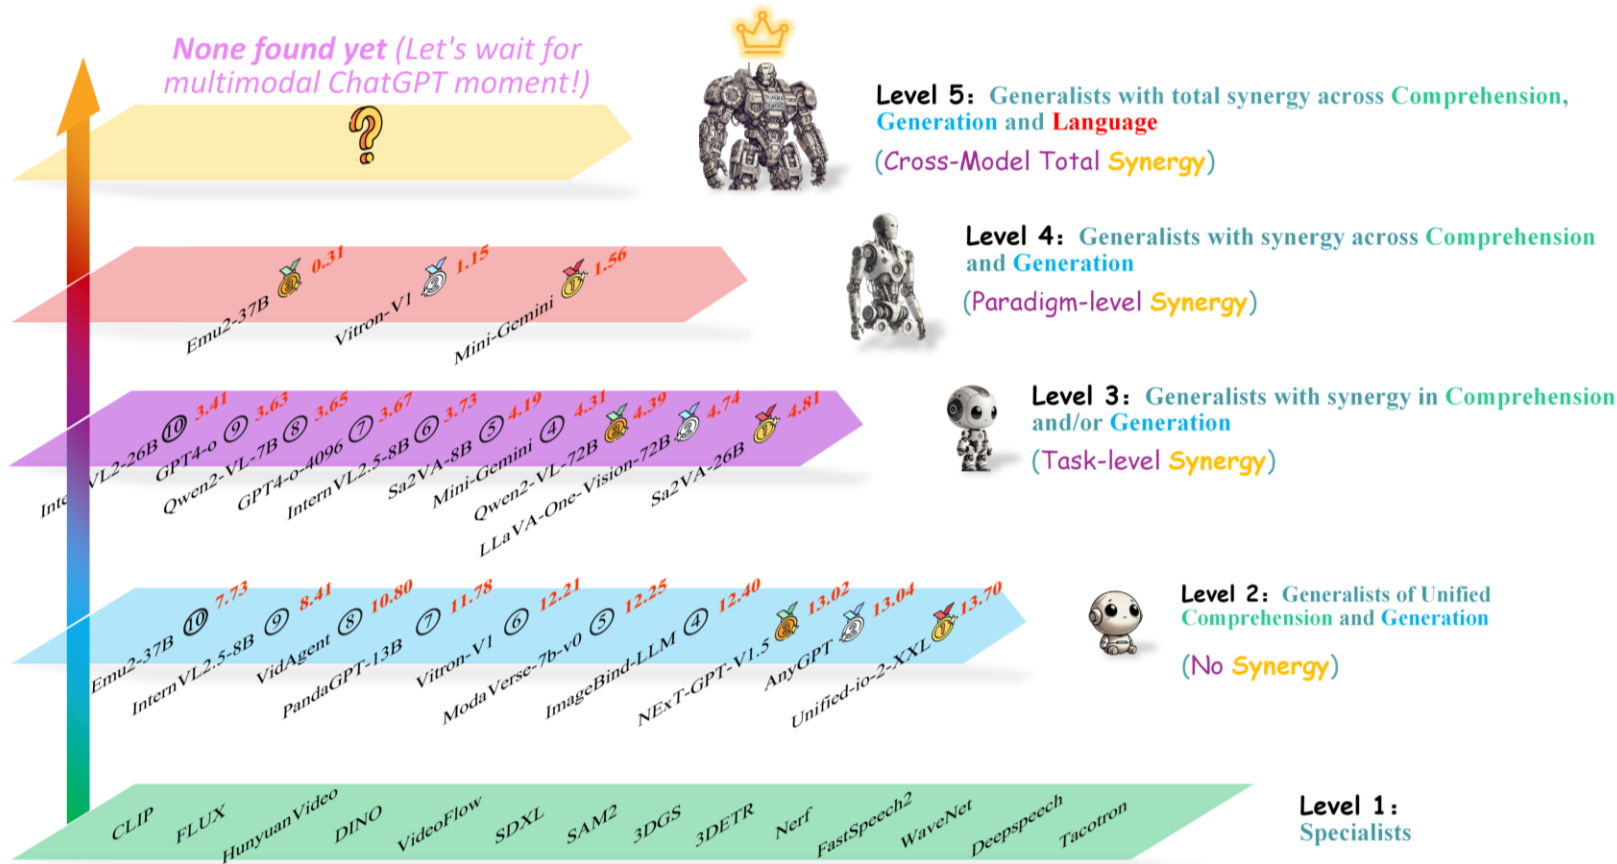 None found yet (Let's wait for
multimodal ChatGPT moment!)
?
Level 5: Generalists with total synergy across Comprehension,
Generation and Language
(Cross-Model Total Synergy)
Emu2-37B 0.31
Vitron-V1 1.15
Mini-Gemini 1.56
Level 4: Generalists with synergy across Comprehension
and Generation
(Paradigm-level Synergy)
InternVL2-26B 10 3.41
GPT4-o 9 3.63
Qwen2-VL-7B 8 3.65
GPT4-o-4096 7 3.67
InternVL2.5-8B 6 3.73
Sa2VA-8B 5 4.19
Mini-Gemini 4 4.31
Qwen2-VL-72B 4.39
LLaVA-One-Vision-72B 2 4.74
Sa2VA-26B 1 4.81
Level 3: Generalists with synergy in Comprehension
and/or Generation
(Task-level Synergy)
Emu2-37B 10 7.73
InternVL2.5-8B 9 8.41
VidAgent 8 10.80
PandaGPT-13B 7 11.78
Vitron-V1 6 12.21
ModaVerse-7b-v0 5 12.25
ImageBind-LLM 4 12.40
NExT-GPT-V1.5 13.02
AnyGPT 2 13.04
Unified-io-2-XXL 1 13.70
Level 2: Generalists of Unified
Comprehension and Generation
(No Synergy)
CLIP
FLUX
HunyuanVideo
DINO
VideoFlow
SDXL
SAM2
3DGS
3DETR
Nerf
FastSpeech2
WaveNet
Deepspeech
Tacotron
Level 1:
Specialists